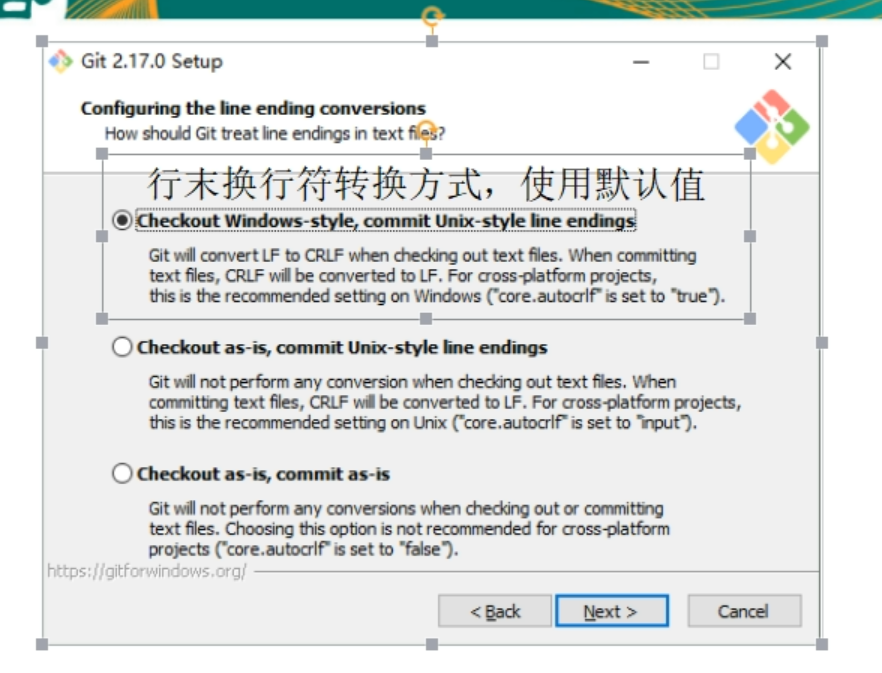 Git 2.17.0 Setup
Configuring the line ending conversions
How should Git treat line endings in text files?
行末换行符转换方式，使用默认值
Checkout Windows-style, commit Unix-style line endings
Git will convert LF to CRLF when checking out text files. When committing
text files, CRLF will be converted to LF. For cross-platform projects,
this is the recommended setting on Windows ("core.autocrlf" is set to "true").
Checkout as-is, commit Unix-style line endings
Git will not perform any conversion when checking out text files. When
committing text files, CRLF will be converted to LF. For cross-platform projects,
this is the recommended setting on Unix ("core.autocrlf" is set to "input").
Checkout as-is, commit as-is
Git will not perform any conversions when checking out or committing
text files. Choosing this option is not recommended for cross-platform
projects ("core.autocrlf" is set to "false").
https://gitforwindows.org/
< Back Next > Cancel